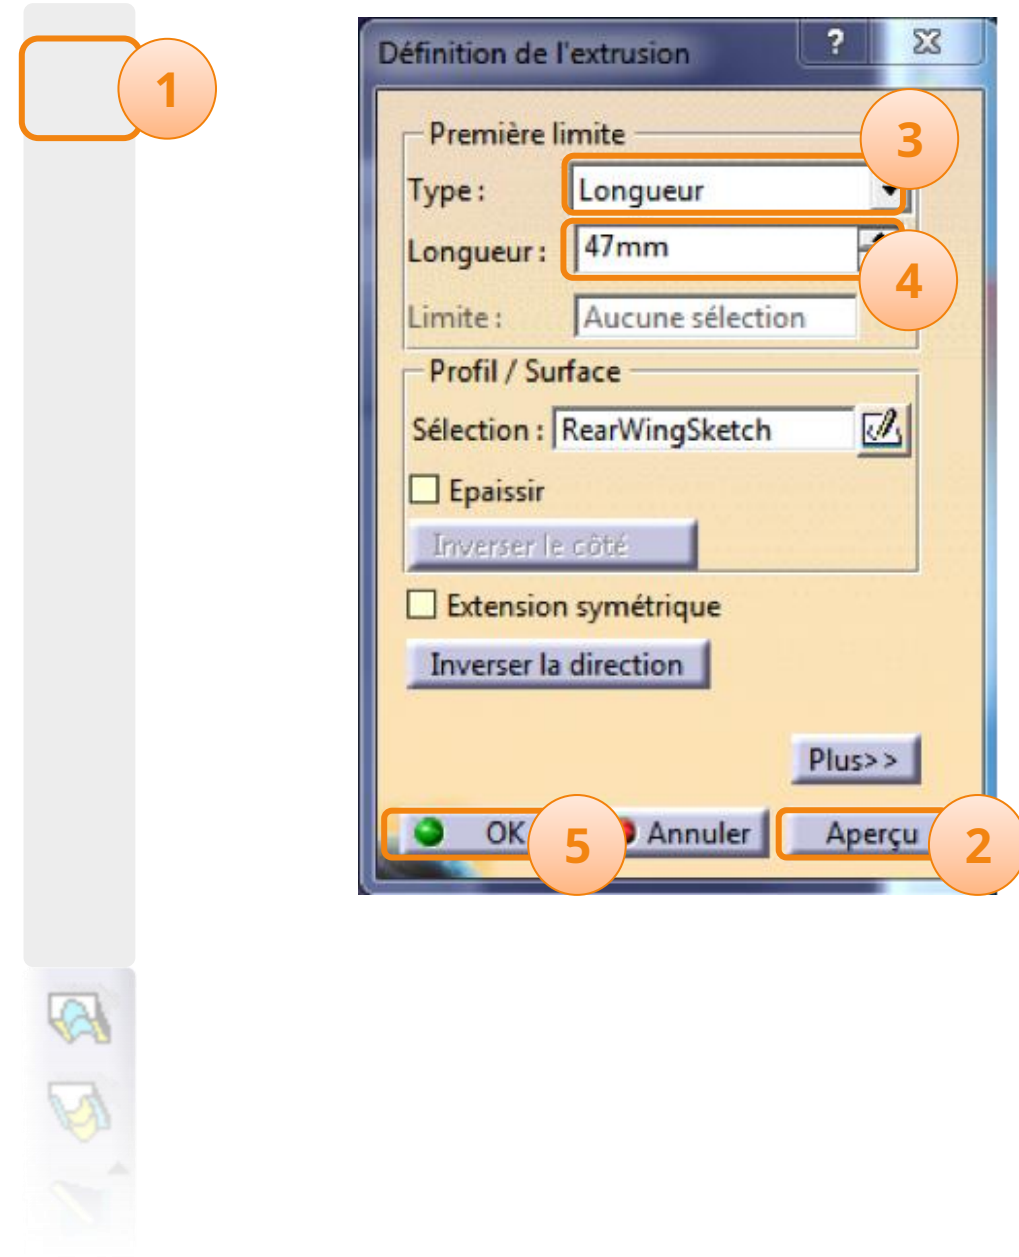 1
Définition de l'extrusion
?
Première limite
3
Type :
Longueur
Longueur :
47mm
4
Limite :
Aucune sélection
Profil / Surface
Sélection :
RearWingSketch
Epaissir
Inverser le côté
Extension symétrique
Inverser la direction
Plus>>
OK
5
Annuler
Aperçu
2